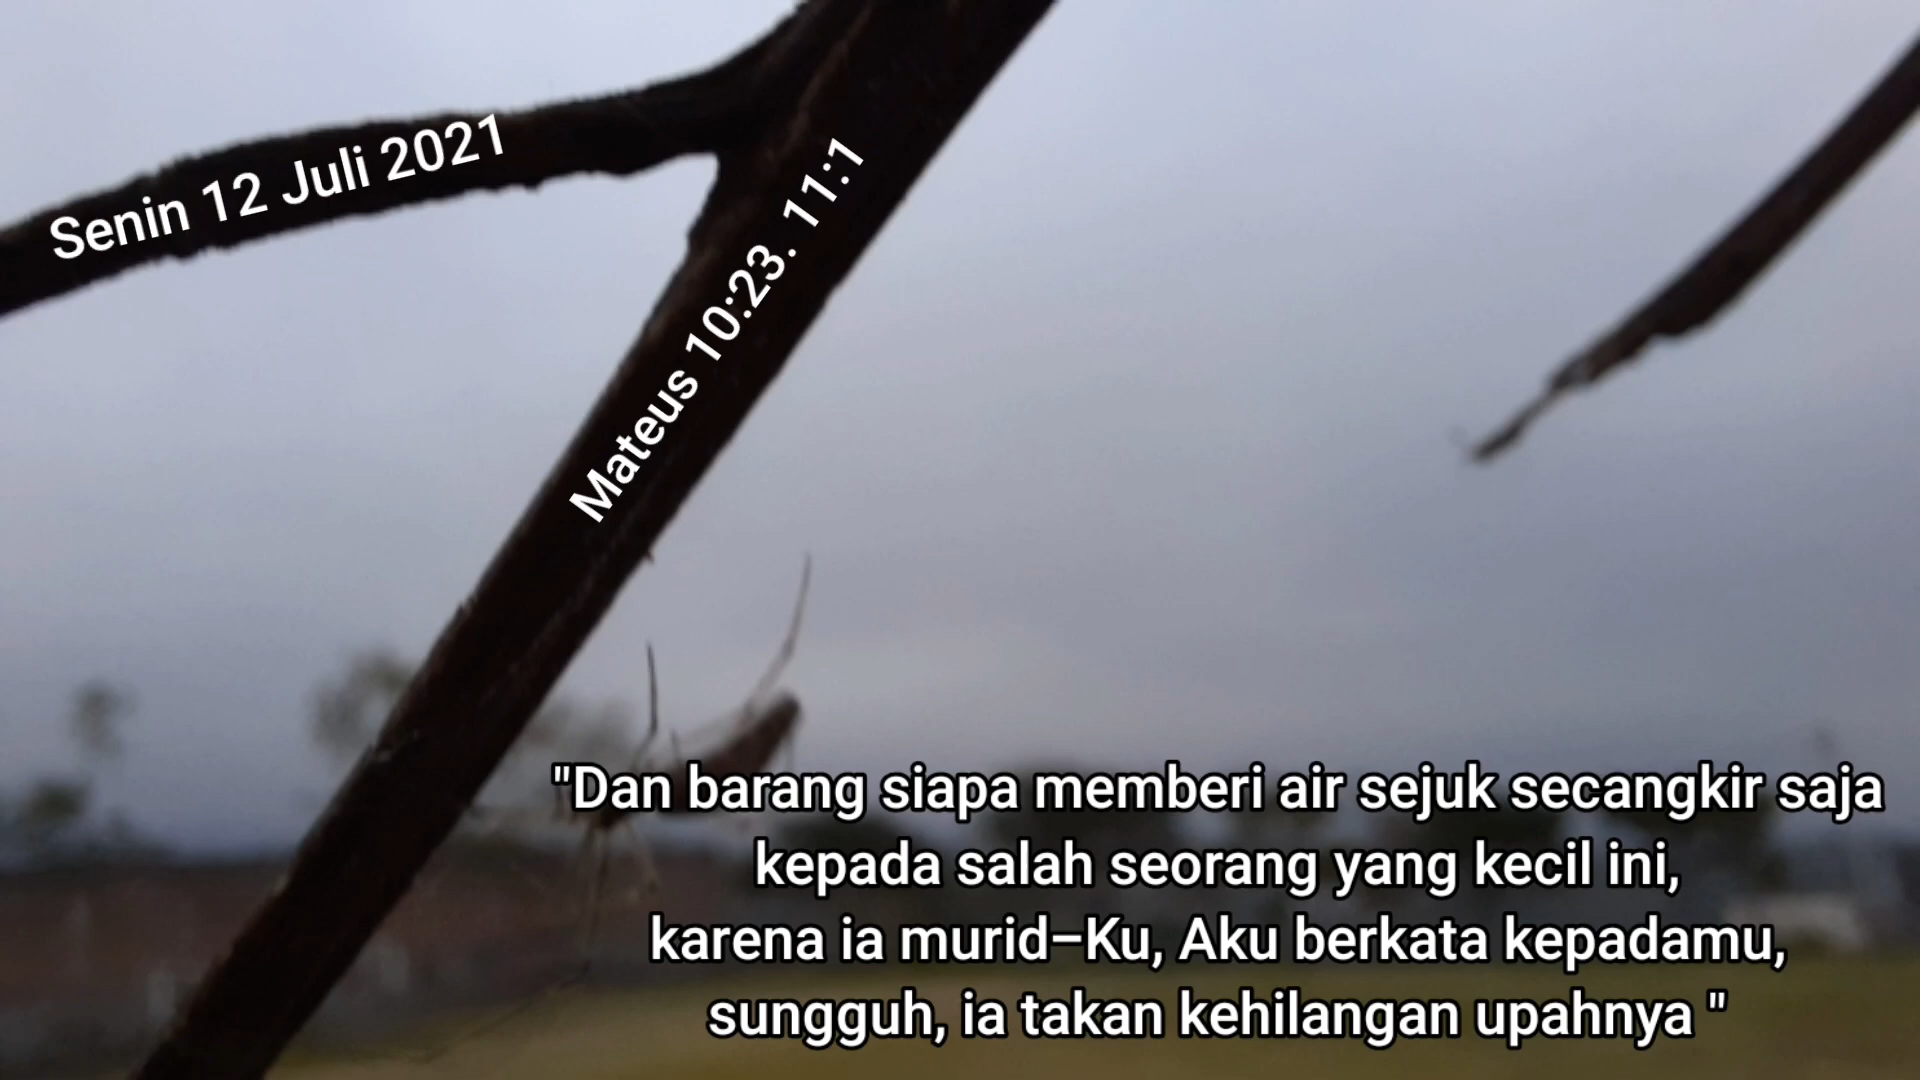 Senin 12 Juli 2021
Mateus 10:23. 11:1
"Dan barang siapa memberi air sejuk secangkir saja
kepada salah seorang yang kecil ini,
karena ia murid–Ku, Aku berkata kepadamu,
sungguh, ia takan kehilangan upahnya "